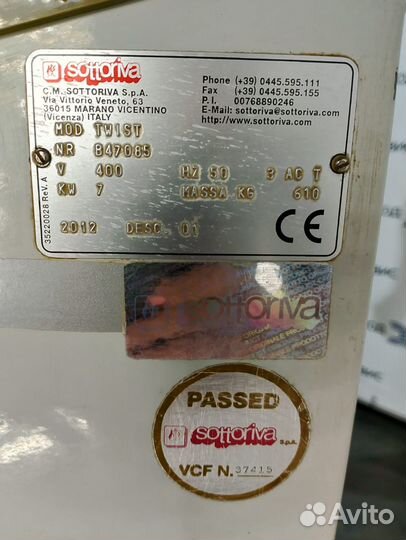 sottoriva
C.M. SOTTORIVA S.p.A.
Via Vittorio Veneto, 63
36015 MARANO VICENTINO
(Vicenza) ITALY
Phone (+39) 0445.595.111
Fax (+39) 0445.595.155
P.I. 00768890246
E-mail: sottoriva@sottoriva.com
http://www.sottoriva.com
MOD TWIST
NR B47085
V 400 HZ 50 3 AC T
KW 7 MASSA KG 610
2012 DESC 01 CE
35220028 REV. A
sottoriva
PASSED
sottoriva s.p.a.
VCF N. 37415
Avito